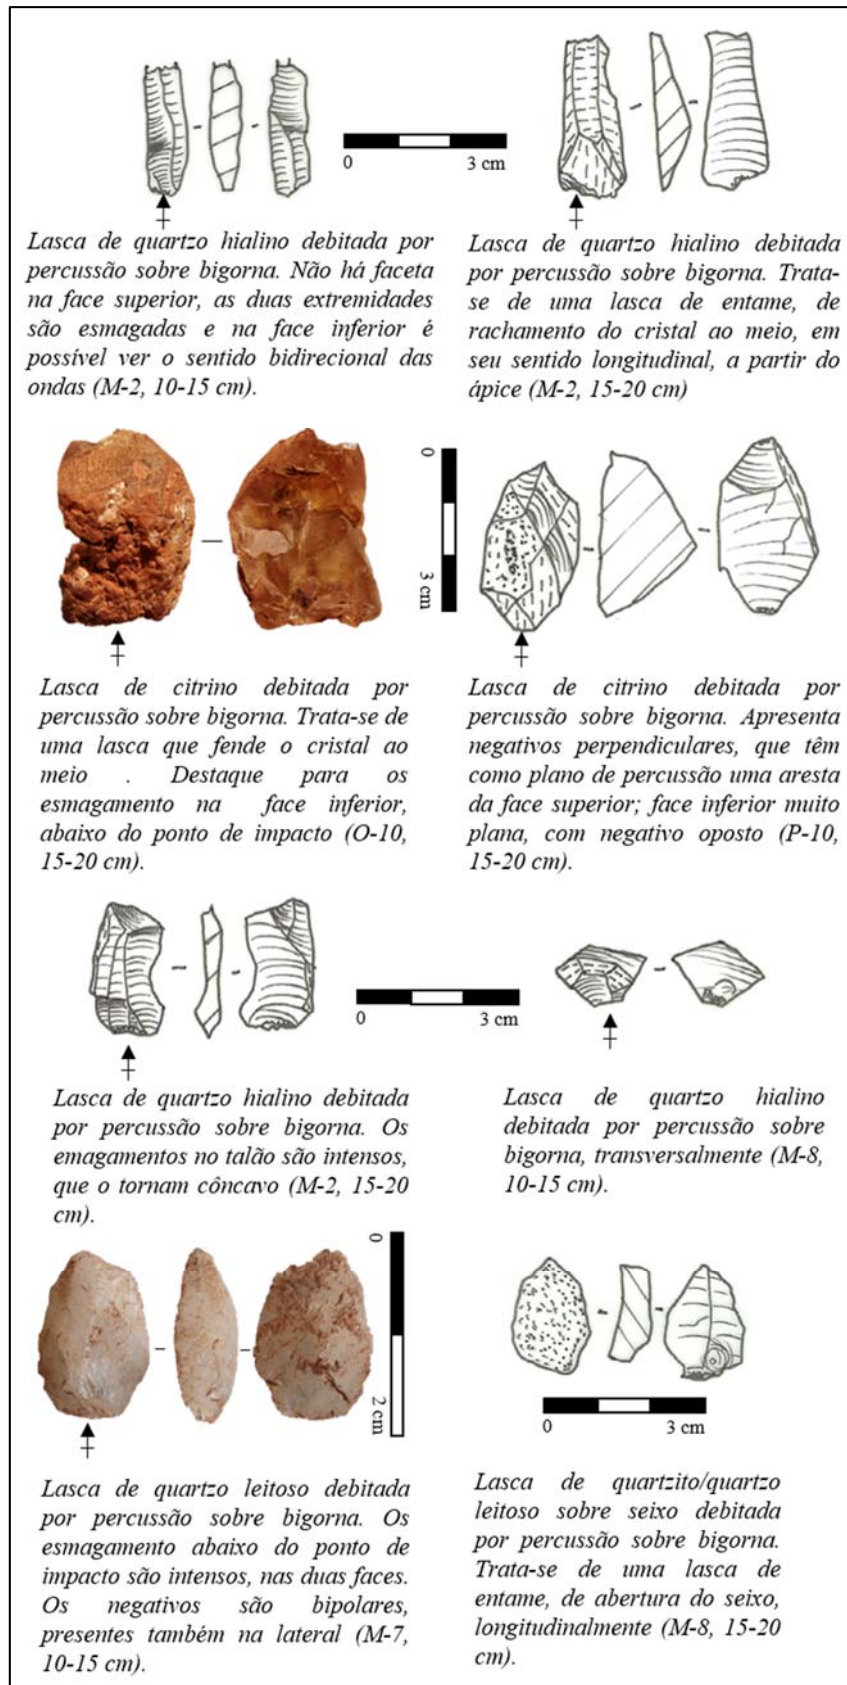 0 3 cm
Lasca de quartzo hialino debitada por
percussão sobre bigorna. Não há faceta
na face superior, as duas extremidades
são esmagadas e na face inferior é
possível ver o sentido bidirecional das
ondas (M-2, 10-15 cm).
Lasca de quartzo hialino debitada
por percussão sobre bigorna. Trata-
se de uma lasca de entame, de
rachamento do cristal ao meio, em
seu sentido longitudinal, a partir do
ápice (M-2, 15-20 cm)
0 3 cm
Lasca de citrino debitada por
percussão sobre bigorna. Trata-se de
uma lasca que fende o cristal ao
meio . Destaque para os
esmagamento na face inferior,
abaixo do ponto de impacto (O-10,
15-20 cm).
Lasca de citrino debitada por
percussão sobre bigorna. Apresenta
negativos perpendiculares, que têm
como plano de percussão uma aresta
da face superior; face inferior muito
plana, com negativo oposto (P-10,
15-20 cm).
0 3 cm
Lasca de quartzo hialino debitada
por percussão sobre bigorna. Os
emagamentos no talão são intensos,
que o tornam côncavo (M-2, 15-20
cm).
Lasca de quartzo hialino
debitada por percussão sobre
bigorna, transversalmente (M-8,
10-15 cm).
0 2 cm
Lasca de quartzo leitoso debitada
por percussão sobre bigorna. Os
esmagamento abaixo do ponto de
impacto são intensos, nas duas faces.
Os negativos são bipolares,
presentes também na lateral (M-7,
10-15 cm).
0 3 cm
Lasca de quartzito/quartzo
leitoso sobre seixo debitada
por percussão sobre bigorna.
Trata-se de uma lasca de
entame, de abertura do seixo,
longitudinalmente (M-8, 15-20
cm).